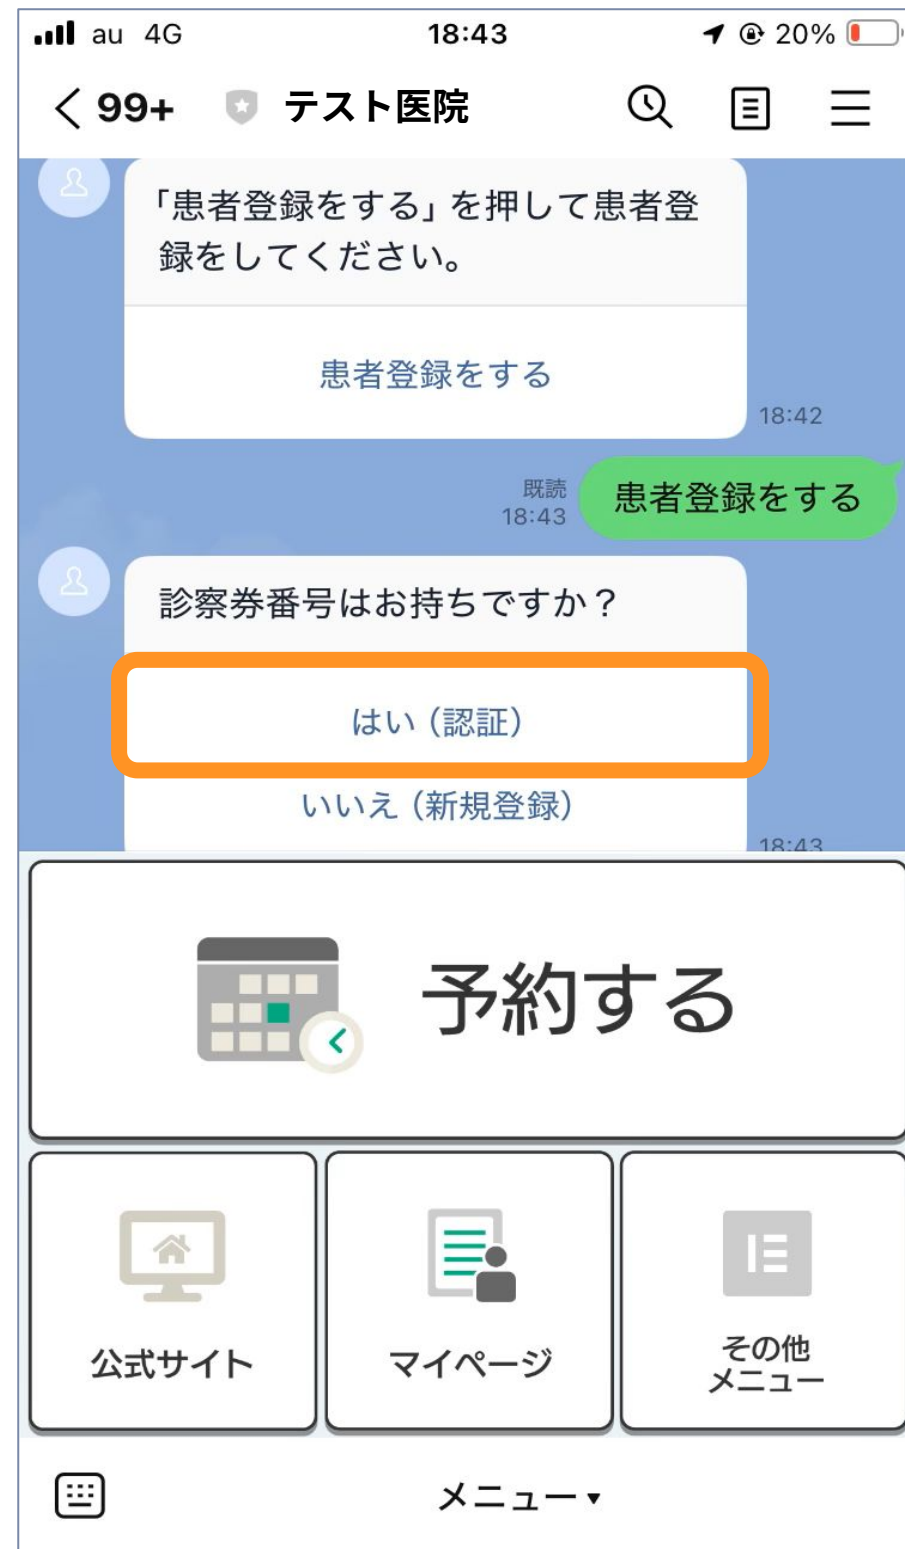 au 4G 18:43 20%
99+ テスト医院
「患者登録をする」を押して患者登
録をしてください。
患者登録をする
18:42
既読
18:43
患者登録をする
診察券番号はお持ちですか？
はい（認証）
いいえ（新規登録）
18:43
予約する
公式サイト
マイページ
その他
メニュー
メニュー▾